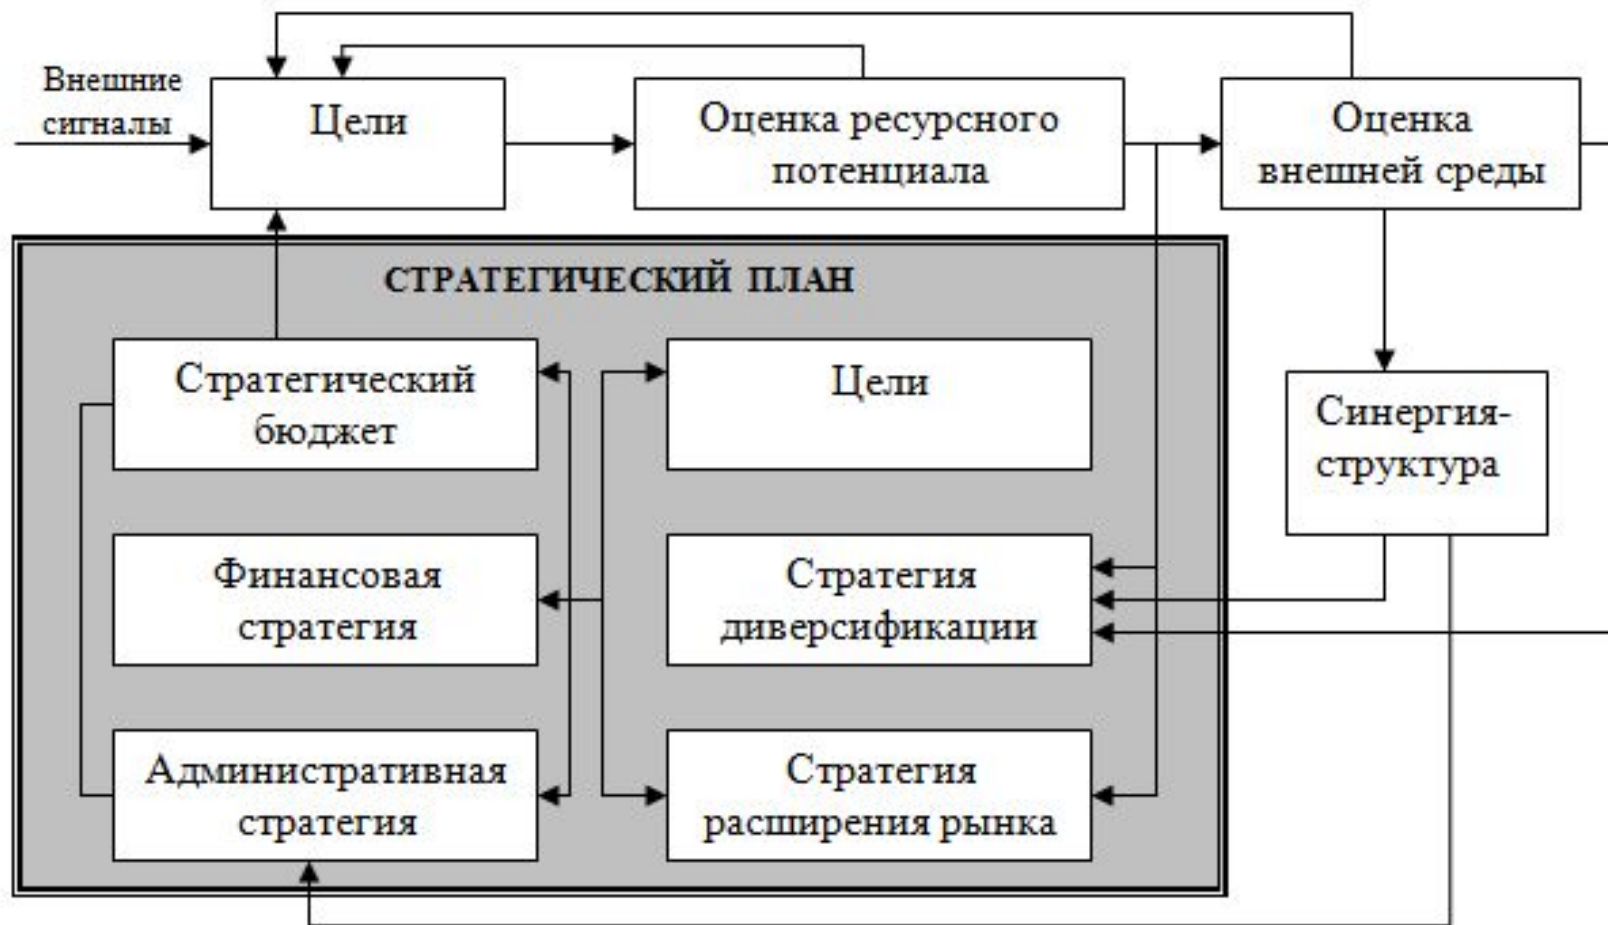 Внешние
сигналы
Цели
Оценка ресурсного
потенциала
Оценка
внешней среды
СТРАТЕГИЧЕСКИЙ ПЛАН
Стратегический
бюджет
Цели
Синергия-
структура
Финансовая
стратегия
Стратегия
диверсификации
Административная
стратегия
Стратегия
расширения рынка